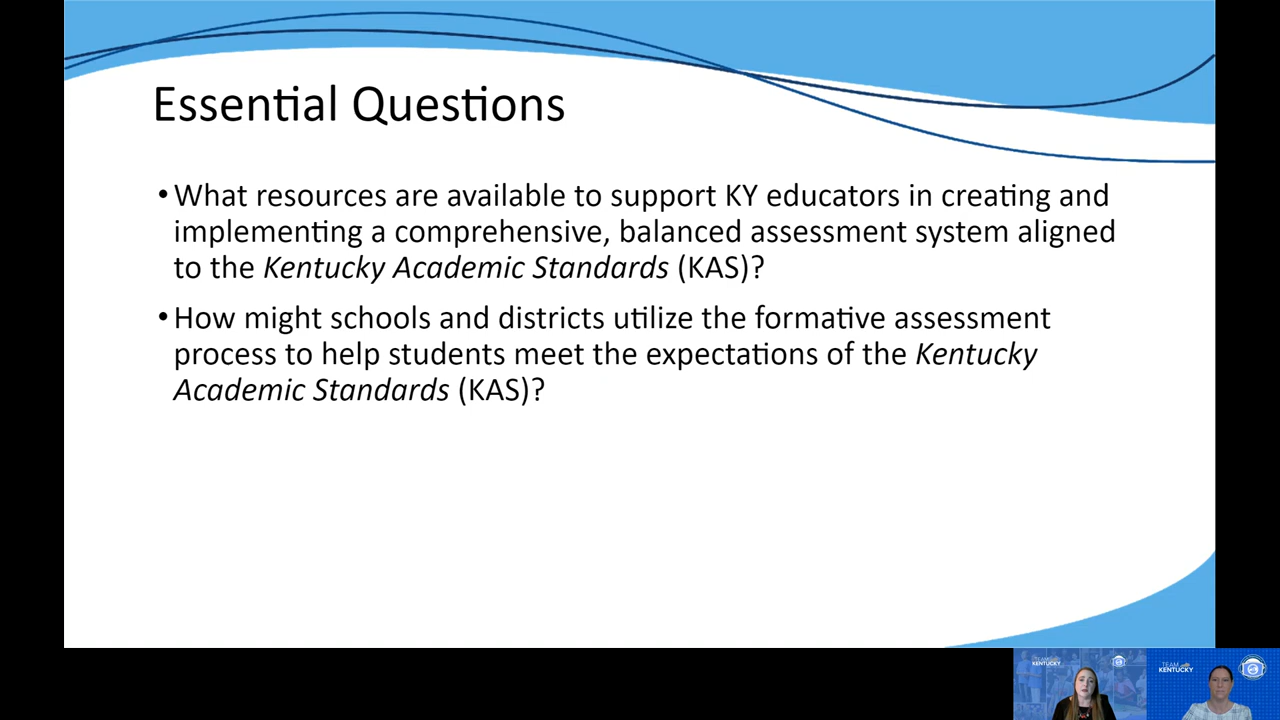 Essential Questions
•What resources are available to support KY educators in creating and
implementing a comprehensive, balanced assessment system aligned
to the Kentucky Academic Standards (KAS)?
•How might schools and districts utilize the formative assessment
process to help students meet the expectations of the Kentucky
Academic Standards (KAS)?
TEAM
KENTUCKY
TEAM
KENTUCKY